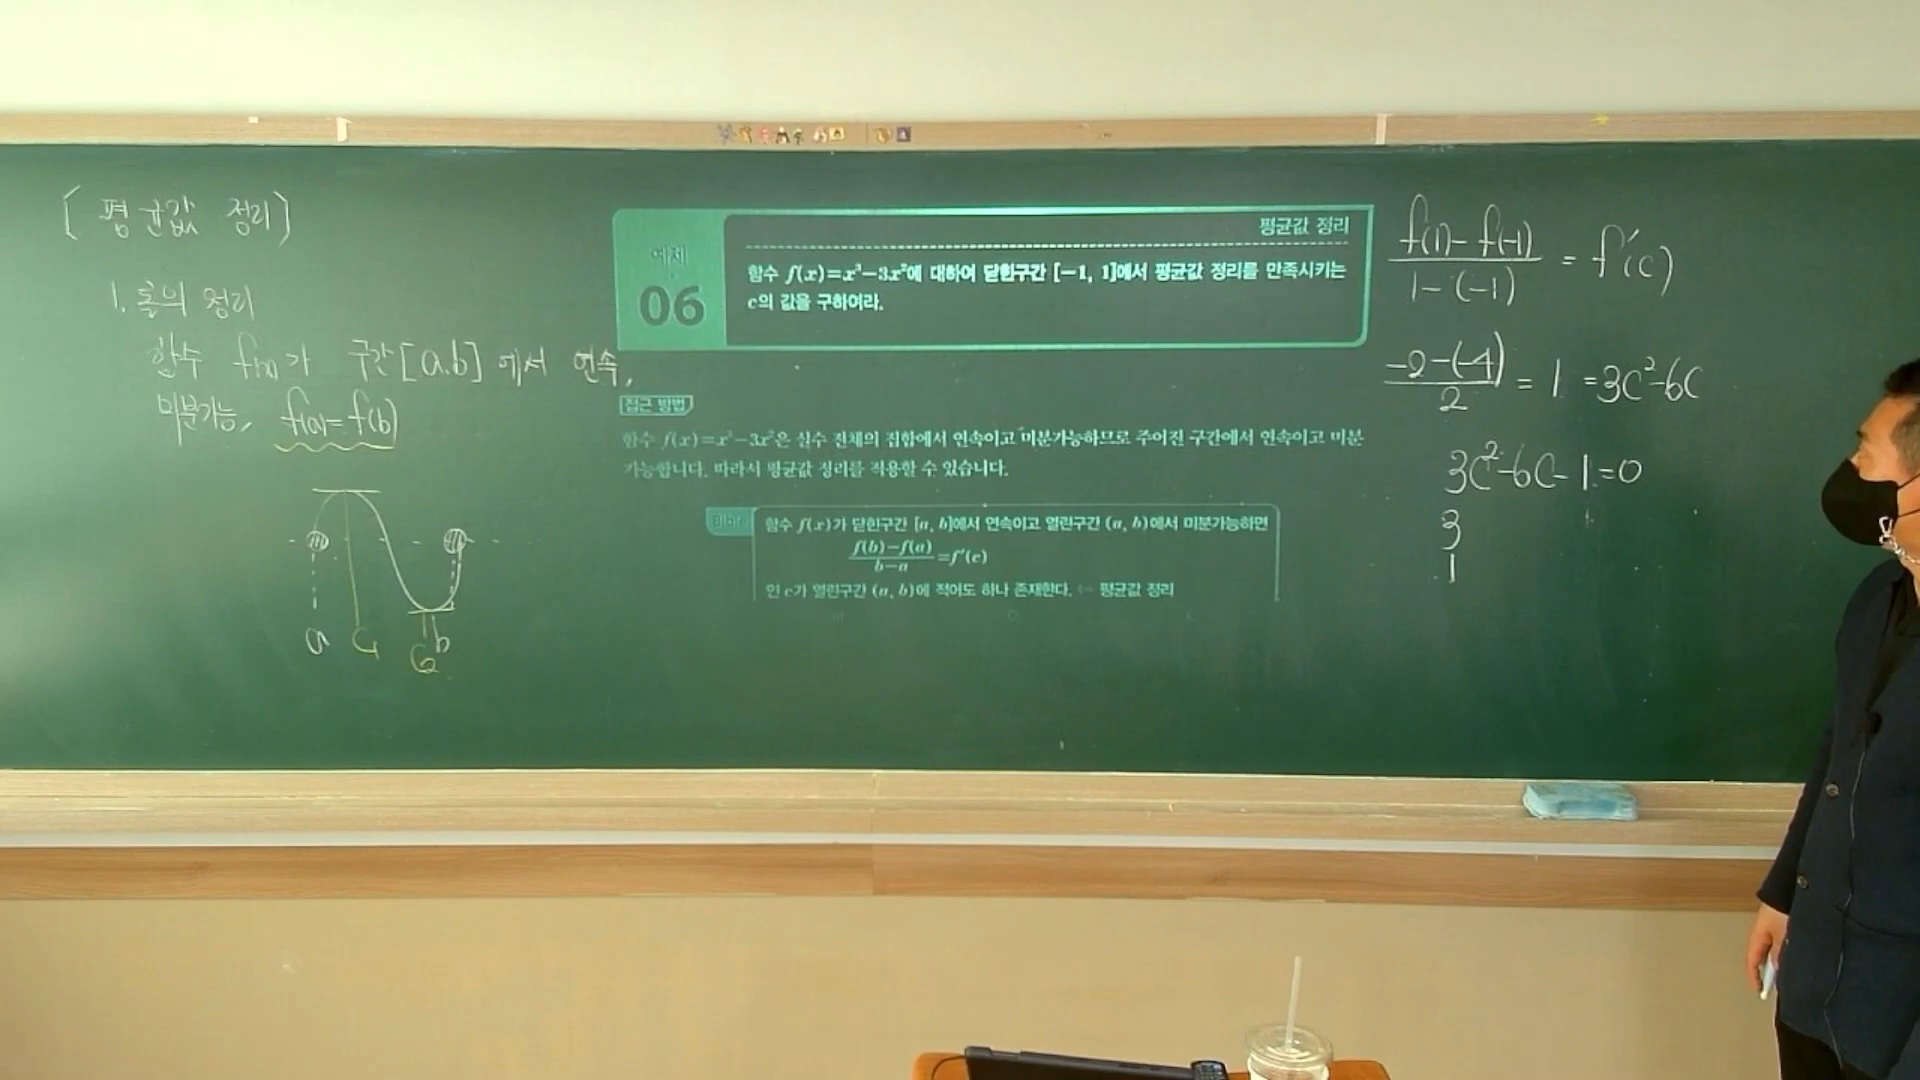 [평균값 정리]
1. 롤의 정리
함수 f(x)가 구간 [a.b] 에서 연속,
미분가능, f(a)=f(b)
a C₁ C₂ b
평균값 정리
예제
06
함수 f(x)=x³-3x²에 대하여 닫힌구간 [-1, 1]에서 평균값 정리를 만족시키는
c의 값을 구하여라.
접근 방법
함수 f(x)=x³-3x²은 실수 전체의 집합에서 연속이고 미분가능하므로 주어진 구간에서 연속이고 미분
가능합니다. 따라서 평균값 정리를 적용할 수 있습니다.
Bible
함수 f(x)가 닫힌구간 [a, b]에서 연속이고 열린구간 (a, b)에서 미분가능하면
f(b)-f(a)
b-a
=f′(c)
인 c가 열린구간 (a, b)에 적어도 하나 존재한다. ⇐ 평균값 정리
f(1)-f(-1)
1-(-1)
= f′(c)
-2-(-4)
2
= 1 =3C²-6C
3C²-6C-1=0
3
1